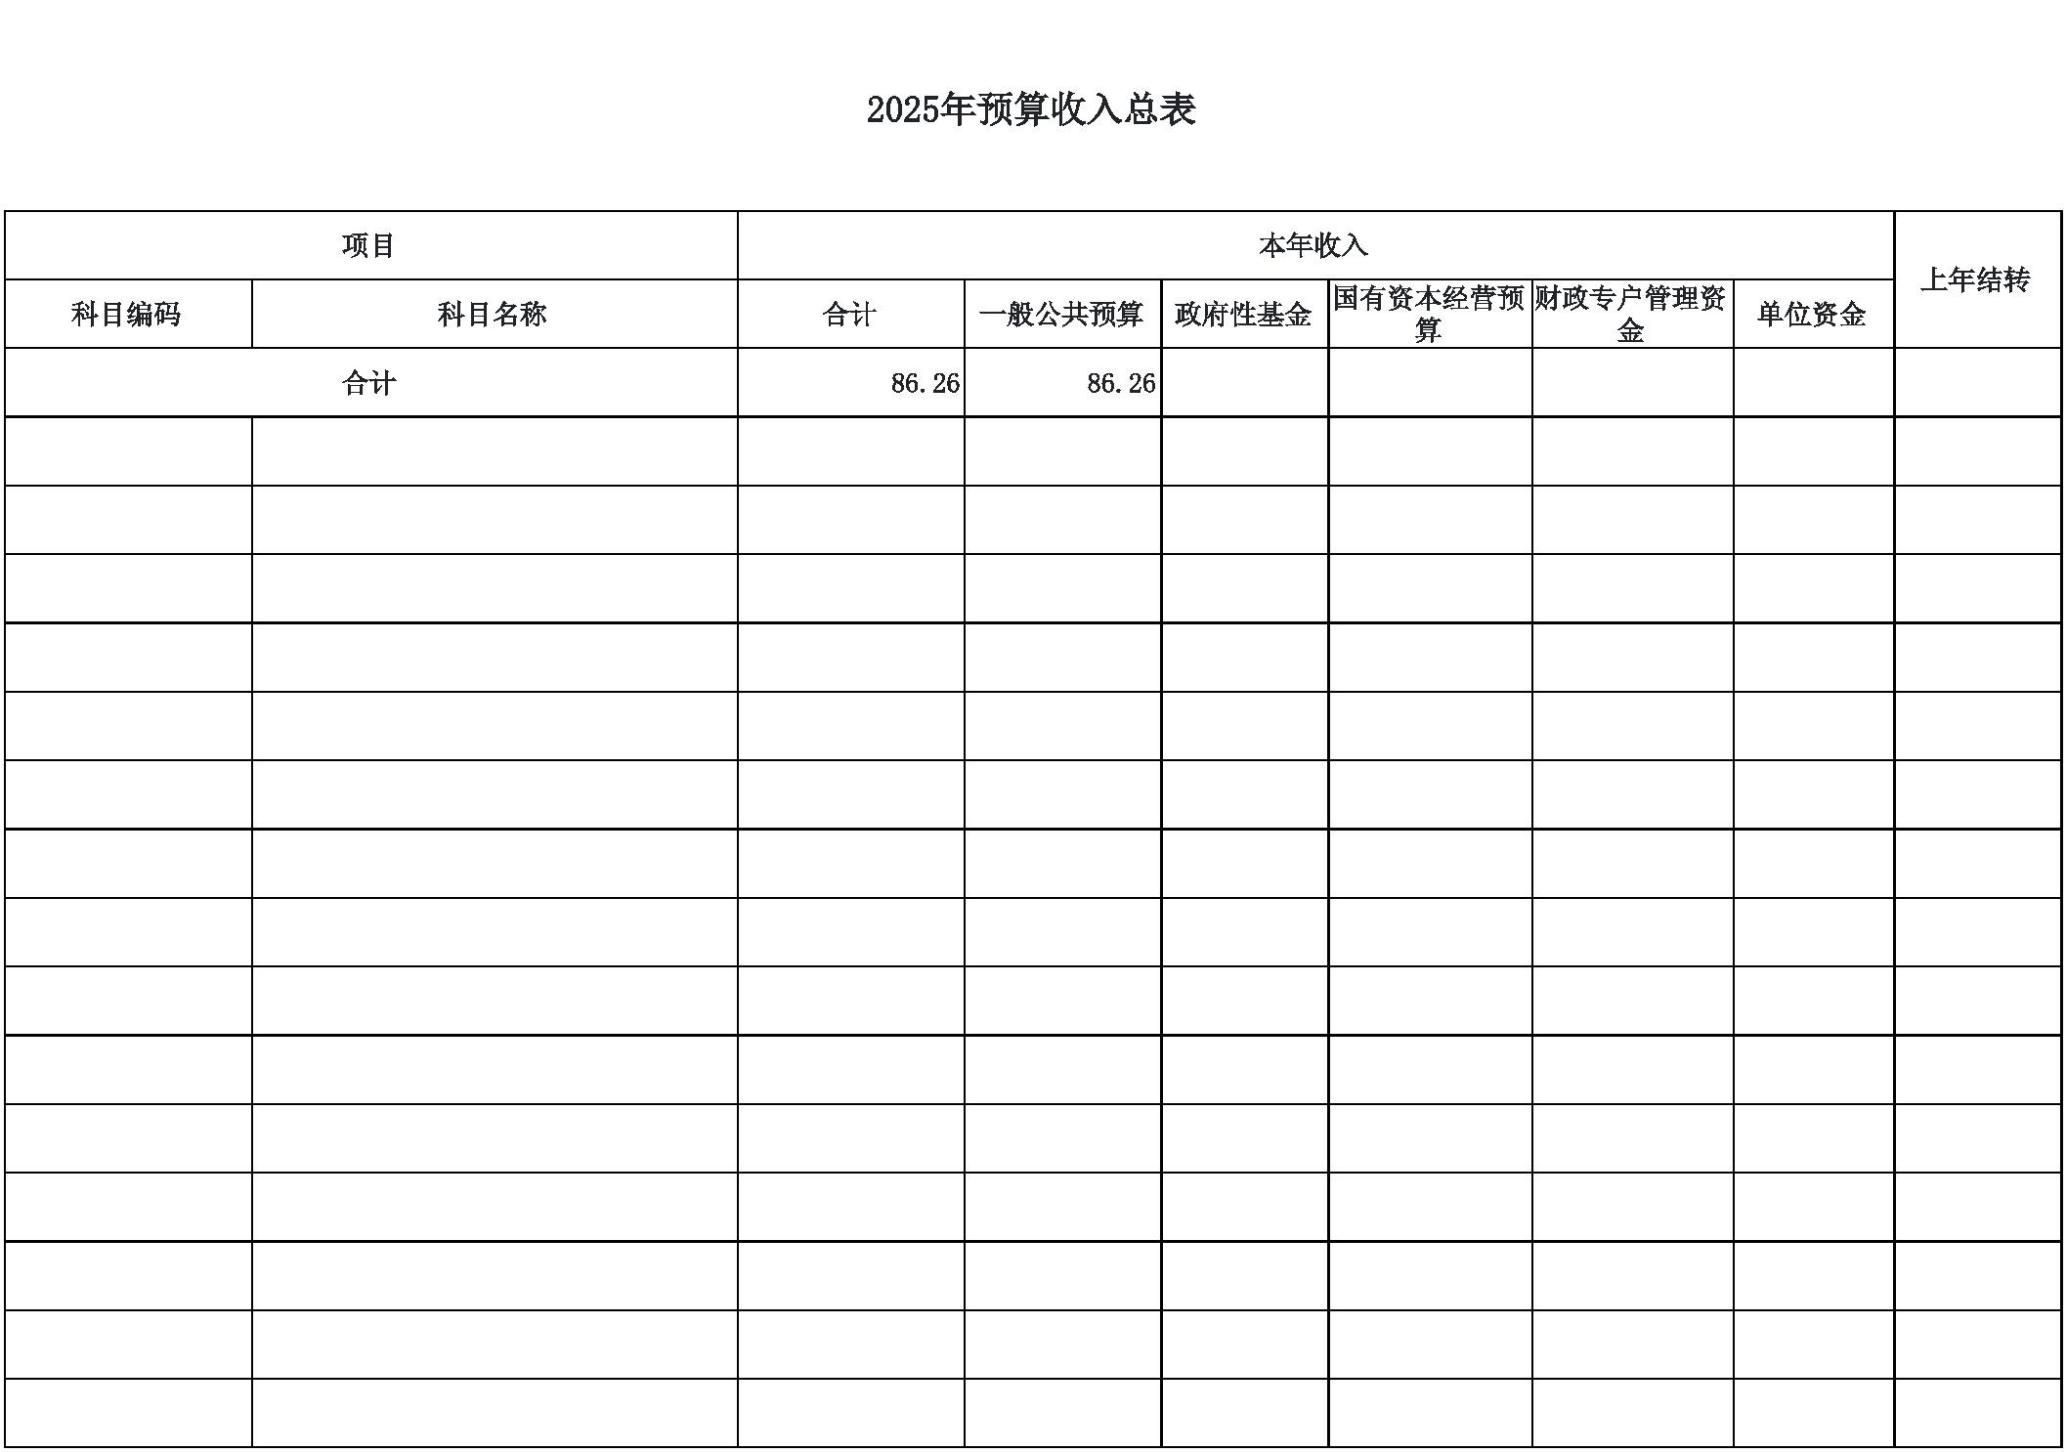 2025年预算收入总表
项目
本年收入
上年结转
科目编码
科目名称
合计
一般公共预算
政府性基金
国有资本经营预
算
财政专户管理资
金
单位资金
合计
86.26
86.26